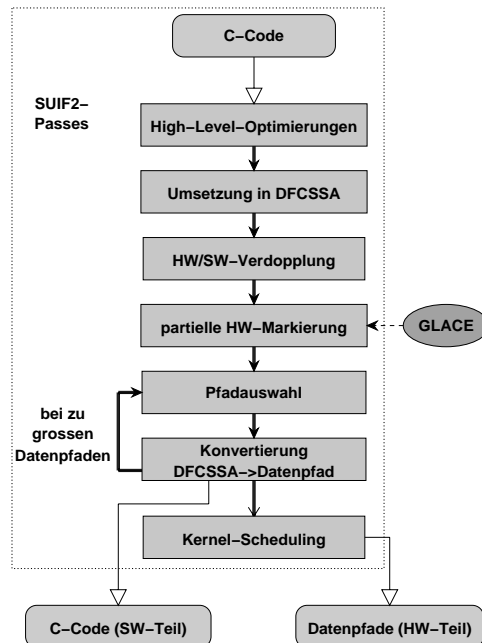 C–Code
SUIF2–
Passes
High–Level–Optimierungen
Umsetzung in DFCSSA
HW/SW–Verdopplung
partielle HW–Markierung
GLACE
Pfadauswahl
bei zu
grossen
Datenpfaden
Konvertierung
DFCSSA–>Datenpfad
Kernel–Scheduling
C–Code (SW–Teil)
Datenpfade (HW–Teil)